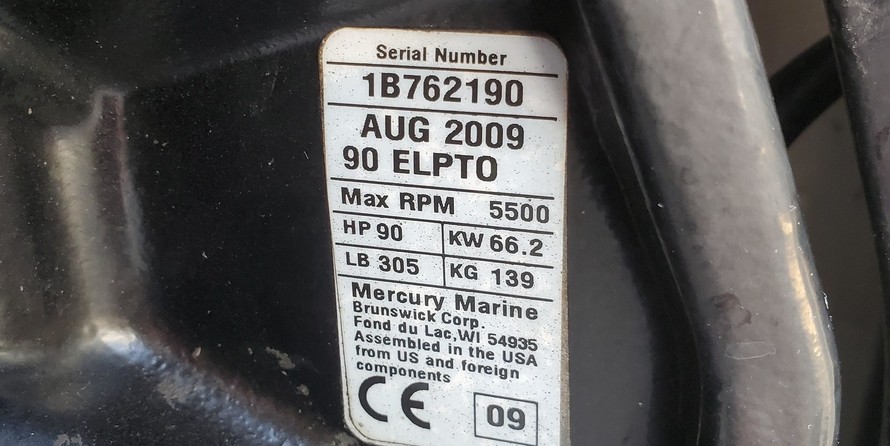 Serial Number
1B762190
AUG 2009
90 ELPTO
Max RPM 5500
HP 90 KW 66.2
LB 305 KG 139
Mercury Marine
Brunswick Corp.
Fond du Lac,WI 54935
Assembled in the USA
from US and foreign
components
CE 09